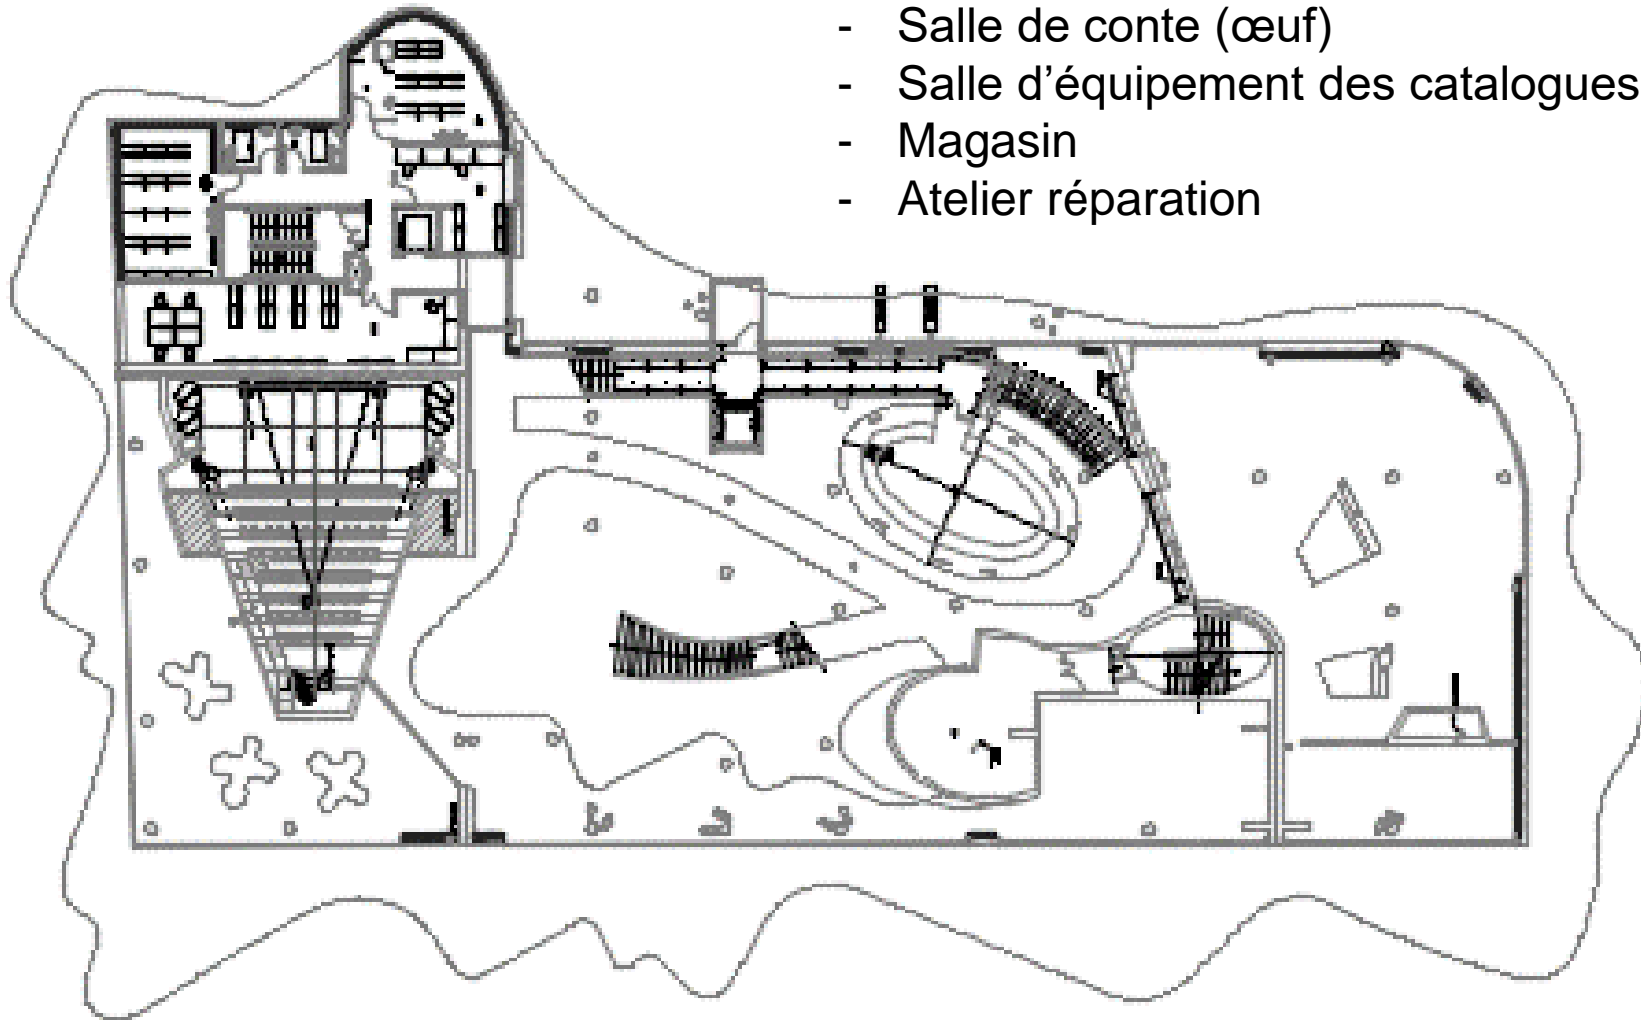 - Salle de conte (œuf)
- Salle d’équipement des catalogues
- Magasin
- Atelier réparation